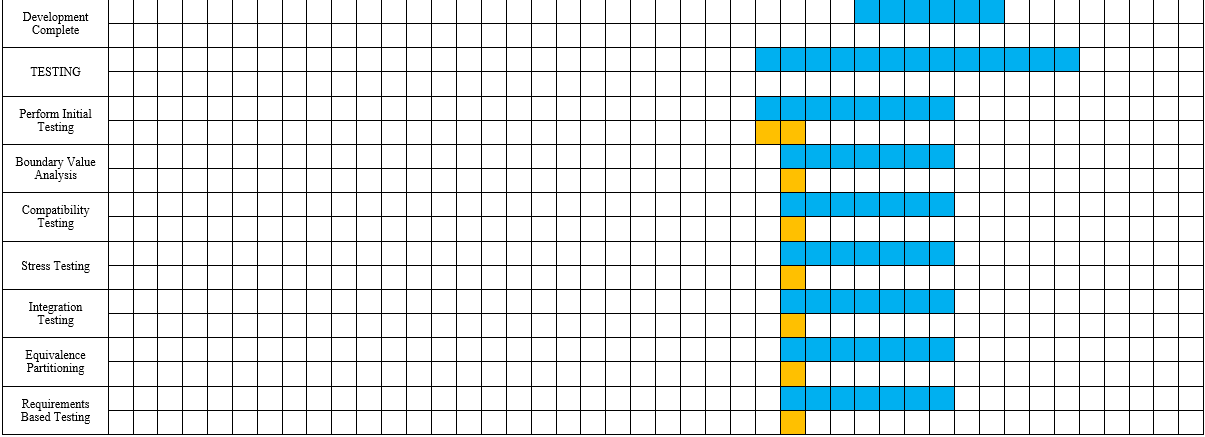 Development
Complete
TESTING
Perform Initial
Testing
Boundary Value
Analysis
Compatibility
Testing
Stress Testing
Integration
Testing
Equivalence
Partitioning
Requirements
Based Testing